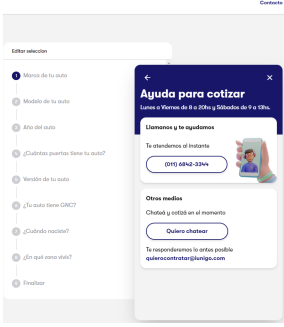 Contacto
Editar seleccion
1 Marca de tu auto
2 Modelo de tu auto
3 Año del auto
4 ¿Cuántas puertas tiene tu auto?
5 Versión de tu auto
6 ¿Tu auto tiene GNC?
7 ¿Cuándo naciste?
8 ¿En qué zona vivís?
9 Finalizar
Ayuda para cotizar
Lunes a Viernes de 8 a 20hs y Sábados de 9 a 13hs.
Llamanos y te ayudamos
Te atendemos al instante
(011) 6842-3344
Otros medios
Chateá y cotizá en el momento
Quiero chatear
Te responderemos lo antes posible
quierocontratar@iunigo.com